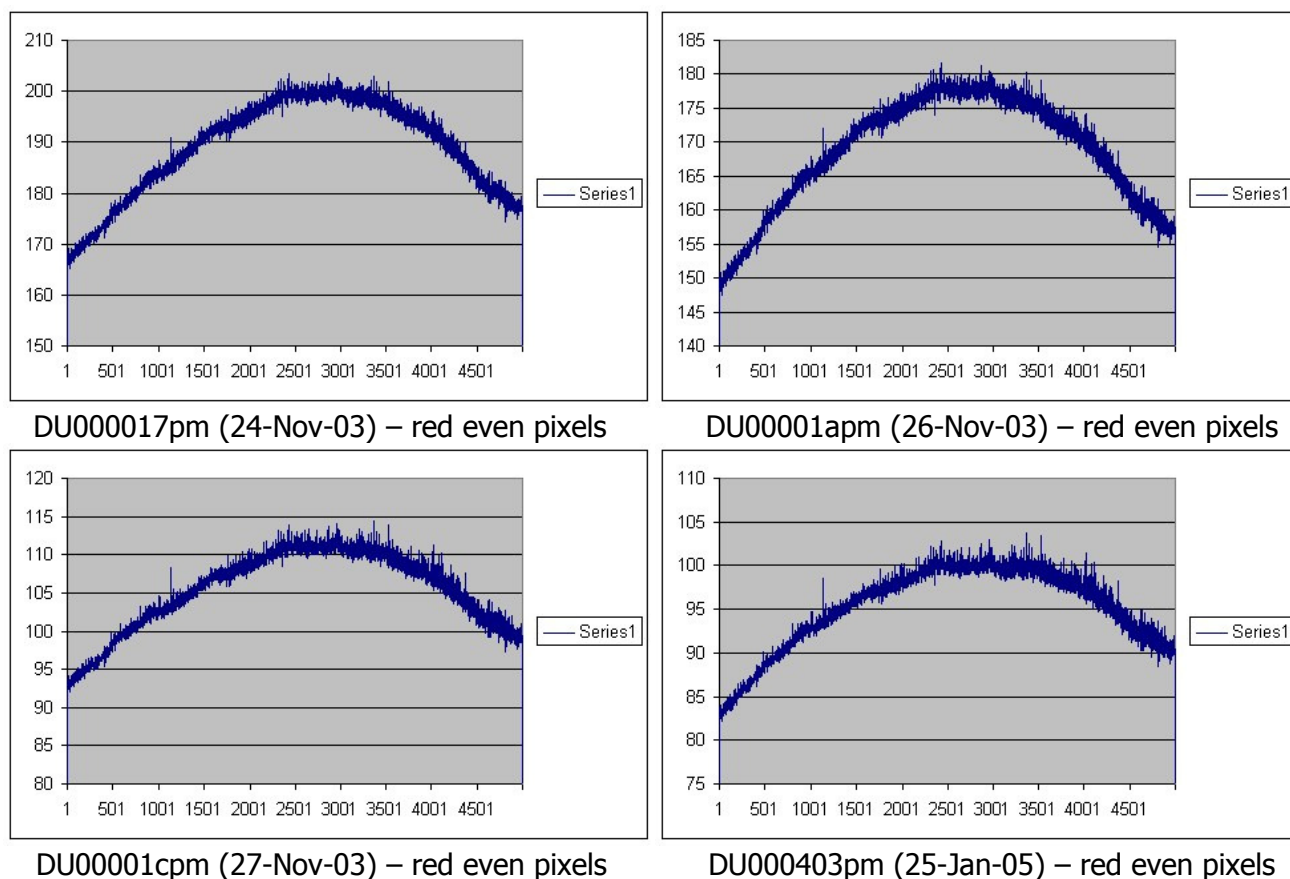 210
200
190
180
170
160
150
1 501 1001 1501 2001 2501 3001 3501 4001 4501
Series1
DU000017pm (24-Nov-03) – red even pixels
185
180
175
170
165
160
155
150
145
140
1 501 1001 1501 2001 2501 3001 3501 4001 4501
Series1
DU00001apm (26-Nov-03) – red even pixels
120
115
110
105
100
95
90
85
80
1 501 1001 1501 2001 2501 3001 3501 4001 4501
Series1
DU00001cpm (27-Nov-03) – red even pixels
110
105
100
95
90
85
80
75
1 501 1001 1501 2001 2501 3001 3501 4001 4501
Series1
DU000403pm (25-Jan-05) – red even pixels